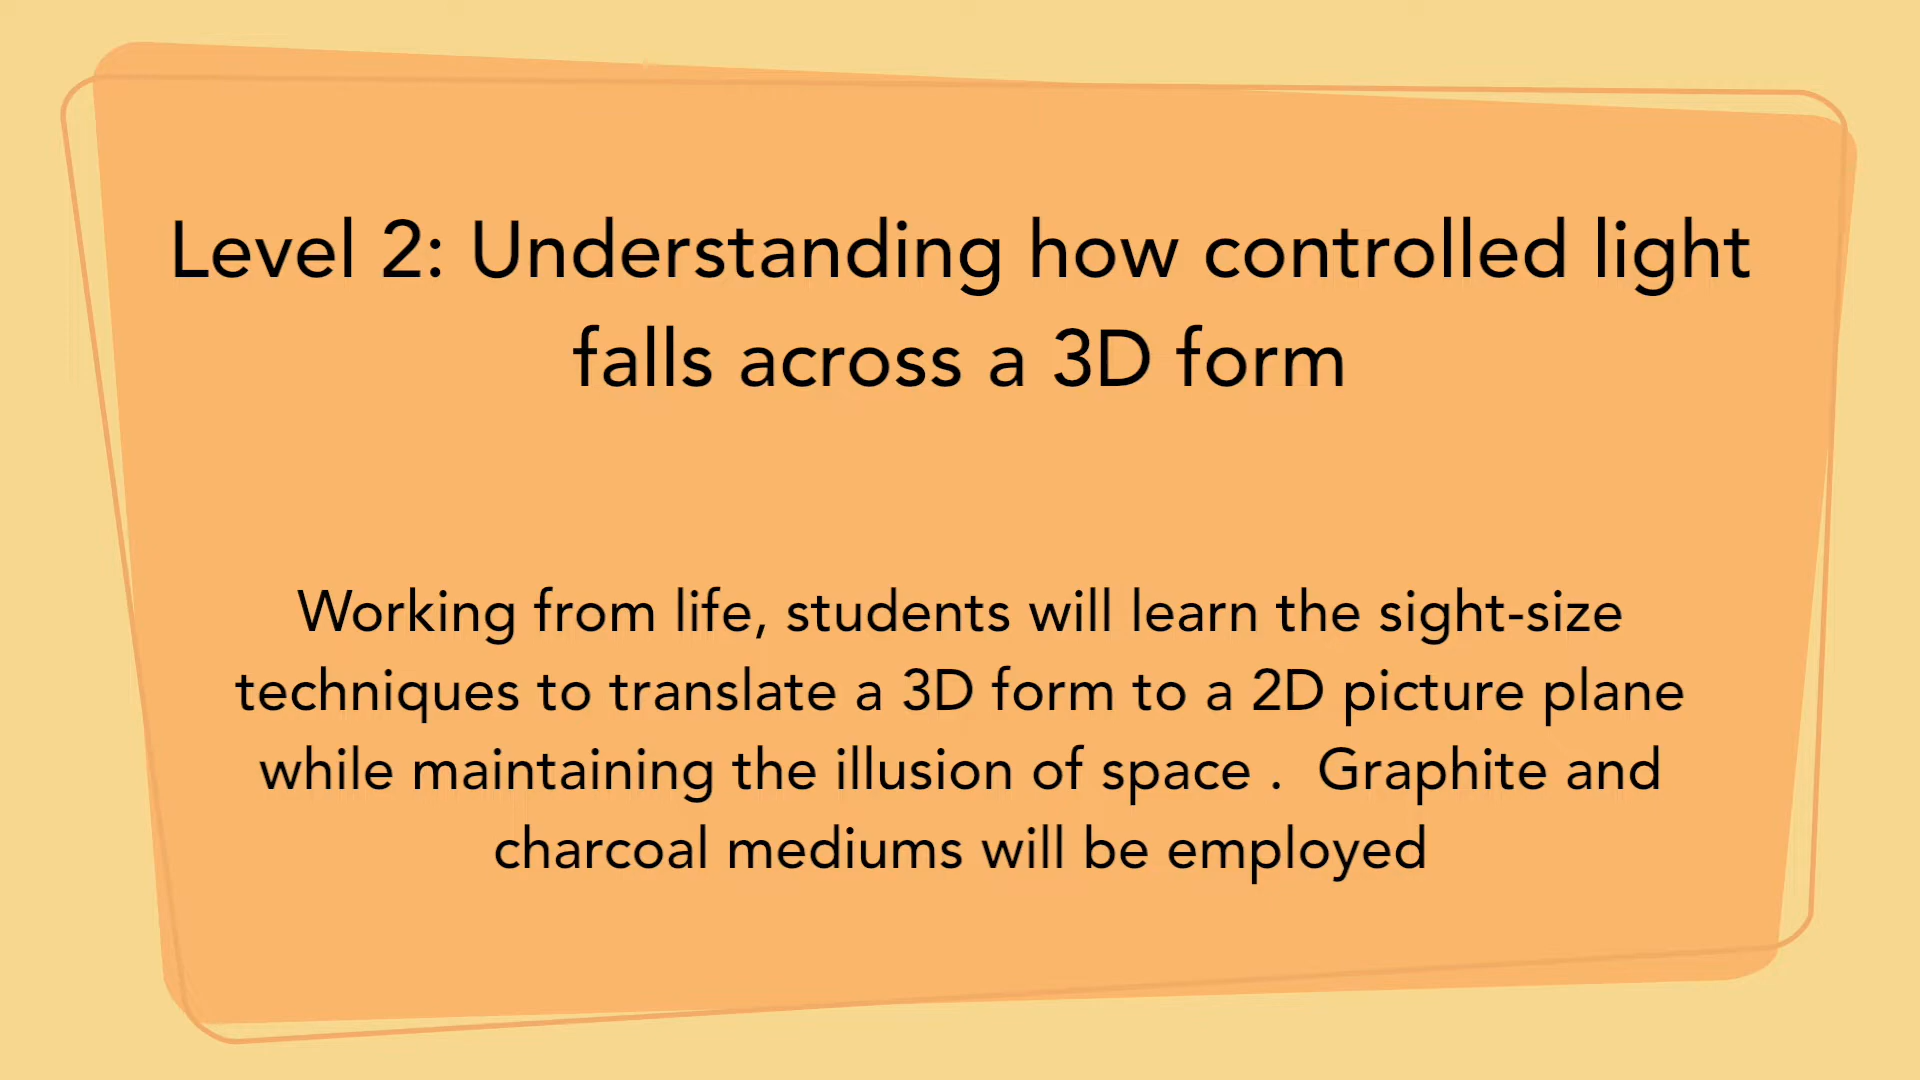 Level 2: Understanding how controlled light
falls across a 3D form
Working from life, students will learn the sight-size
techniques to translate a 3D form to a 2D picture plane
while maintaining the illusion of space .  Graphite and
charcoal mediums will be employed